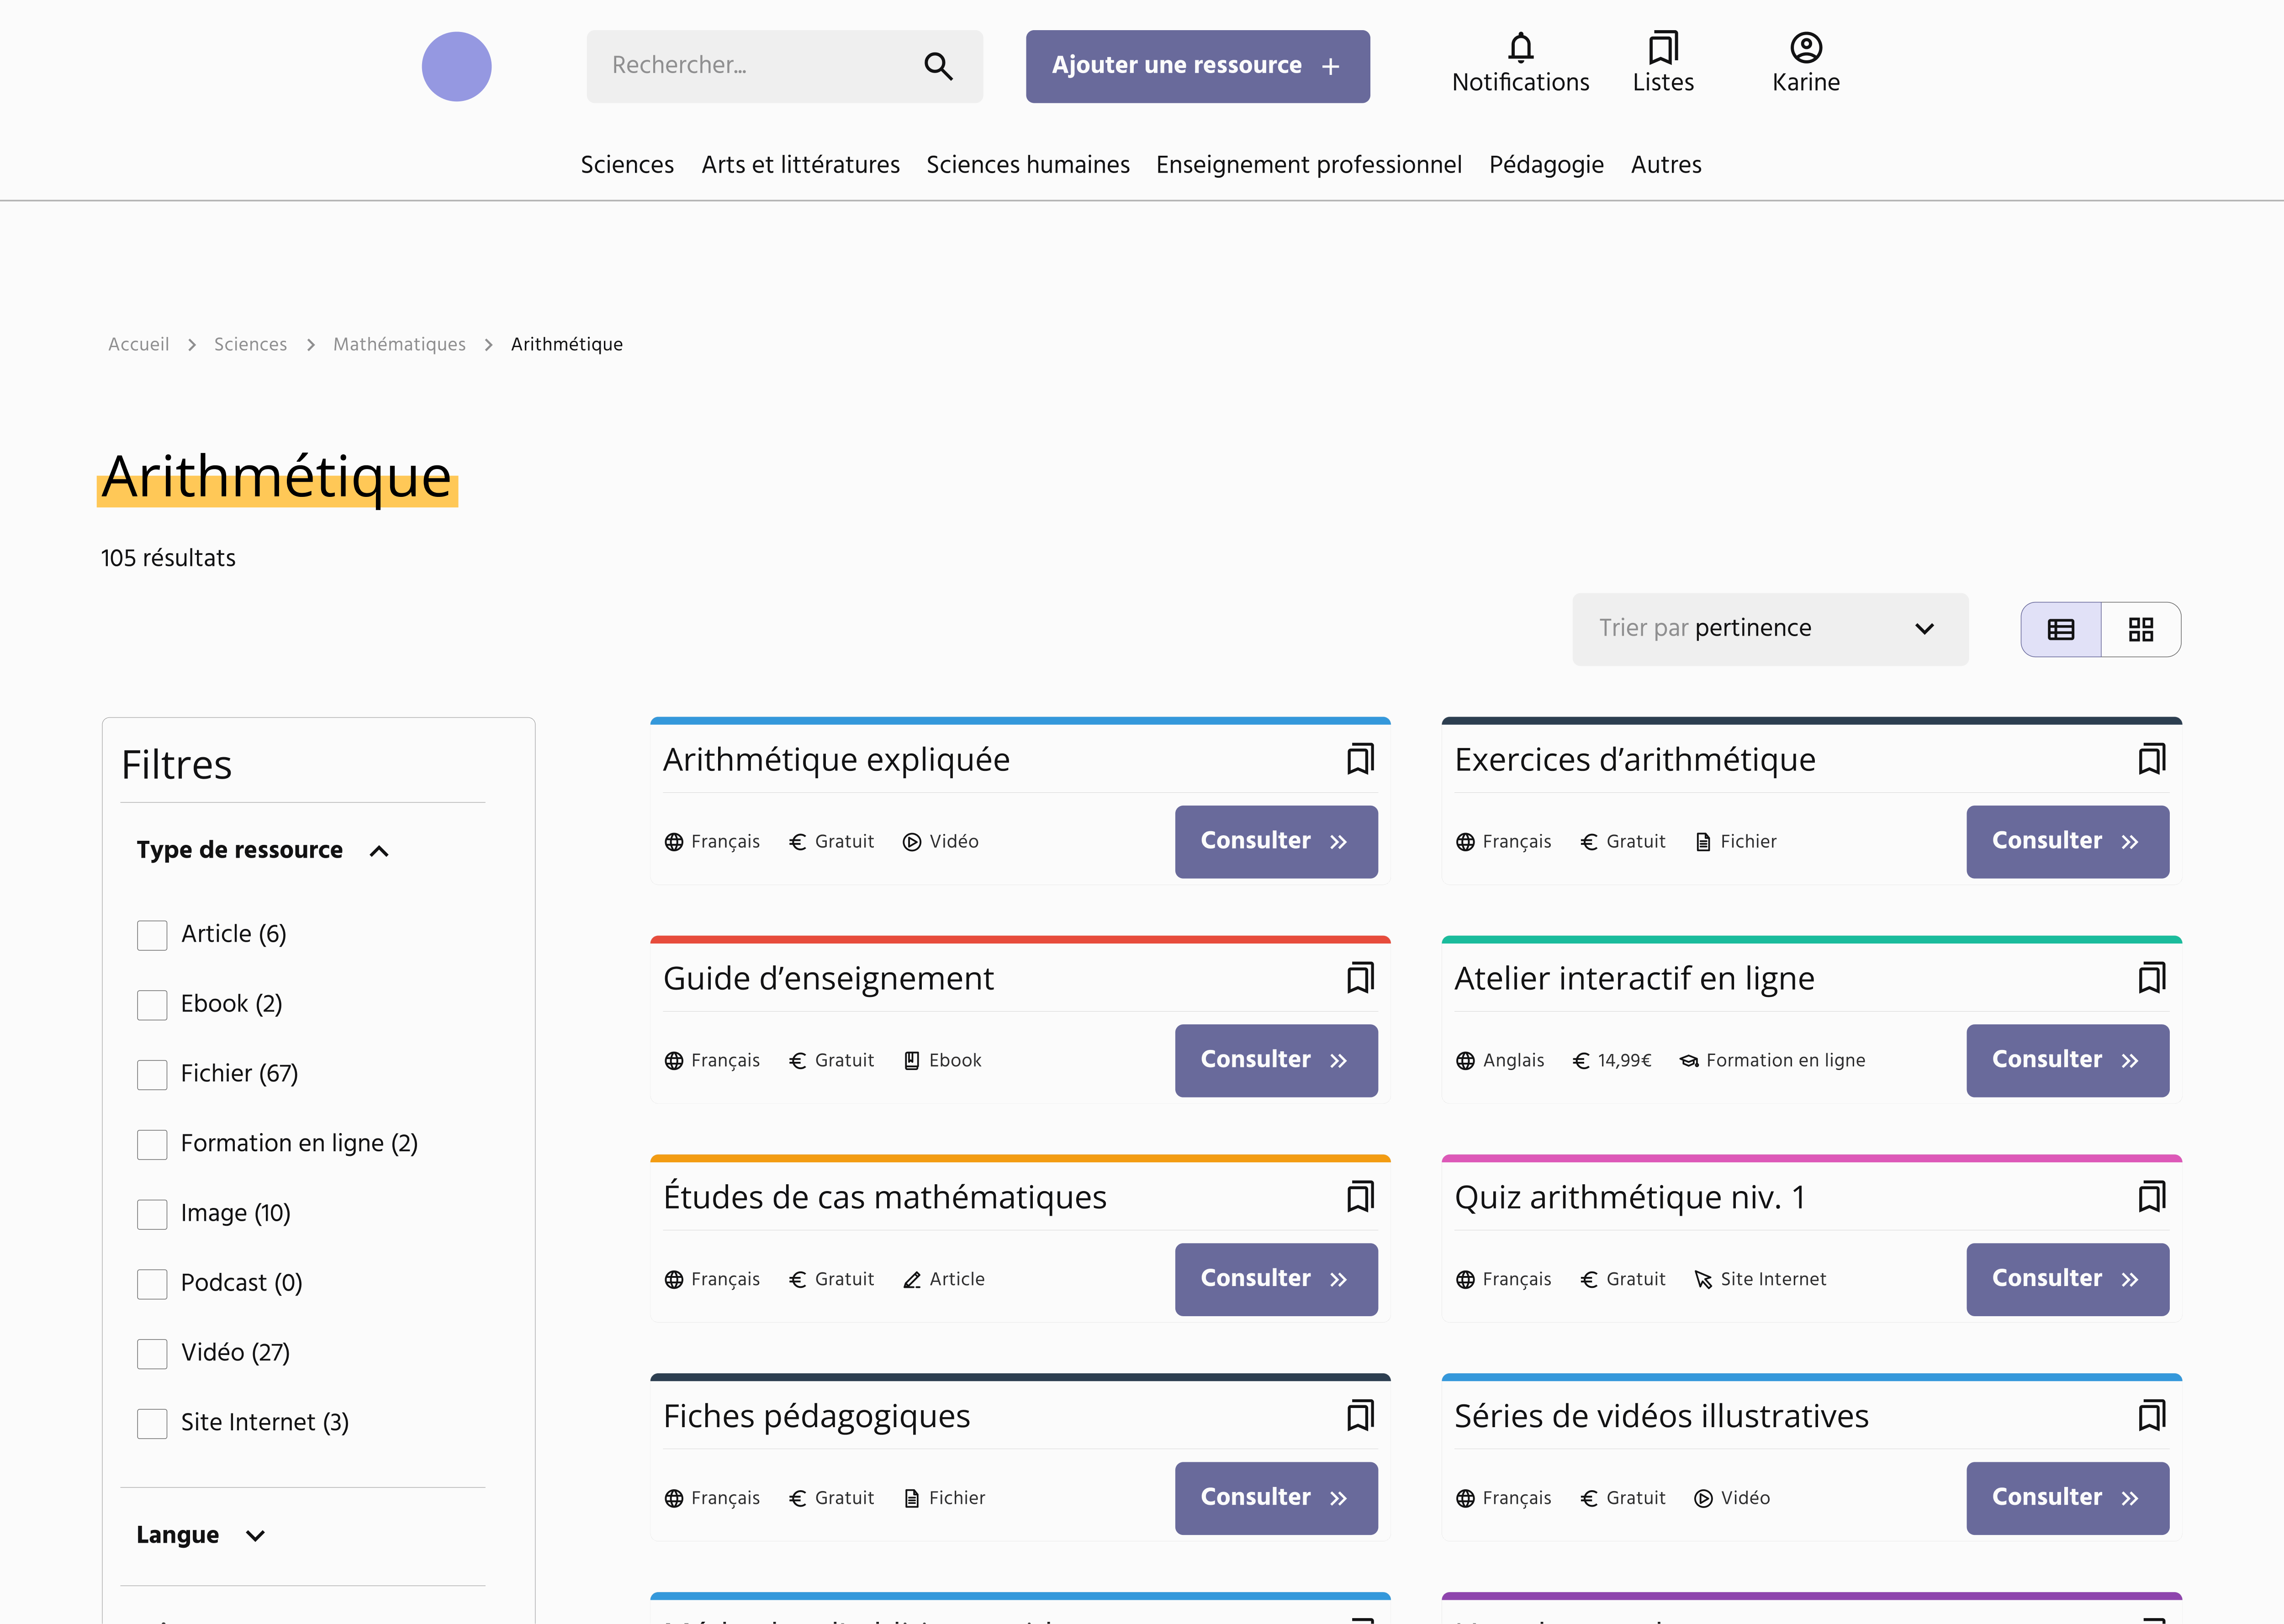 Rechercher...
Ajouter une ressource
Notifications
Listes
Karine
Sciences
Arts et littératures
Sciences humaines
Enseignement professionnel
Pédagogie
Autres
Accueil
Sciences
Mathématiques
Arithmétique
Arithmétique
105 résultats
Trier par pertinence
Filtres
Type de ressource
Article (6)
Ebook (2)
Fichier (67)
Formation en ligne (2)
Image (10)
Podcast (0)
Vidéo (27)
Site Internet (3)
Langue
Arithmétique expliquée
Français
Gratuit
Vidéo
Consulter
Exercices d’arithmétique
Français
Gratuit
Fichier
Consulter
Guide d’enseignement
Français
Gratuit
Ebook
Consulter
Atelier interactif en ligne
Anglais
14,99€
Formation en ligne
Consulter
Études de cas mathématiques
Français
Gratuit
Article
Consulter
Quiz arithmétique niv. 1
Français
Gratuit
Site Internet
Consulter
Fiches pédagogiques
Français
Gratuit
Fichier
Consulter
Séries de vidéos illustratives
Français
Gratuit
Vidéo
Consulter